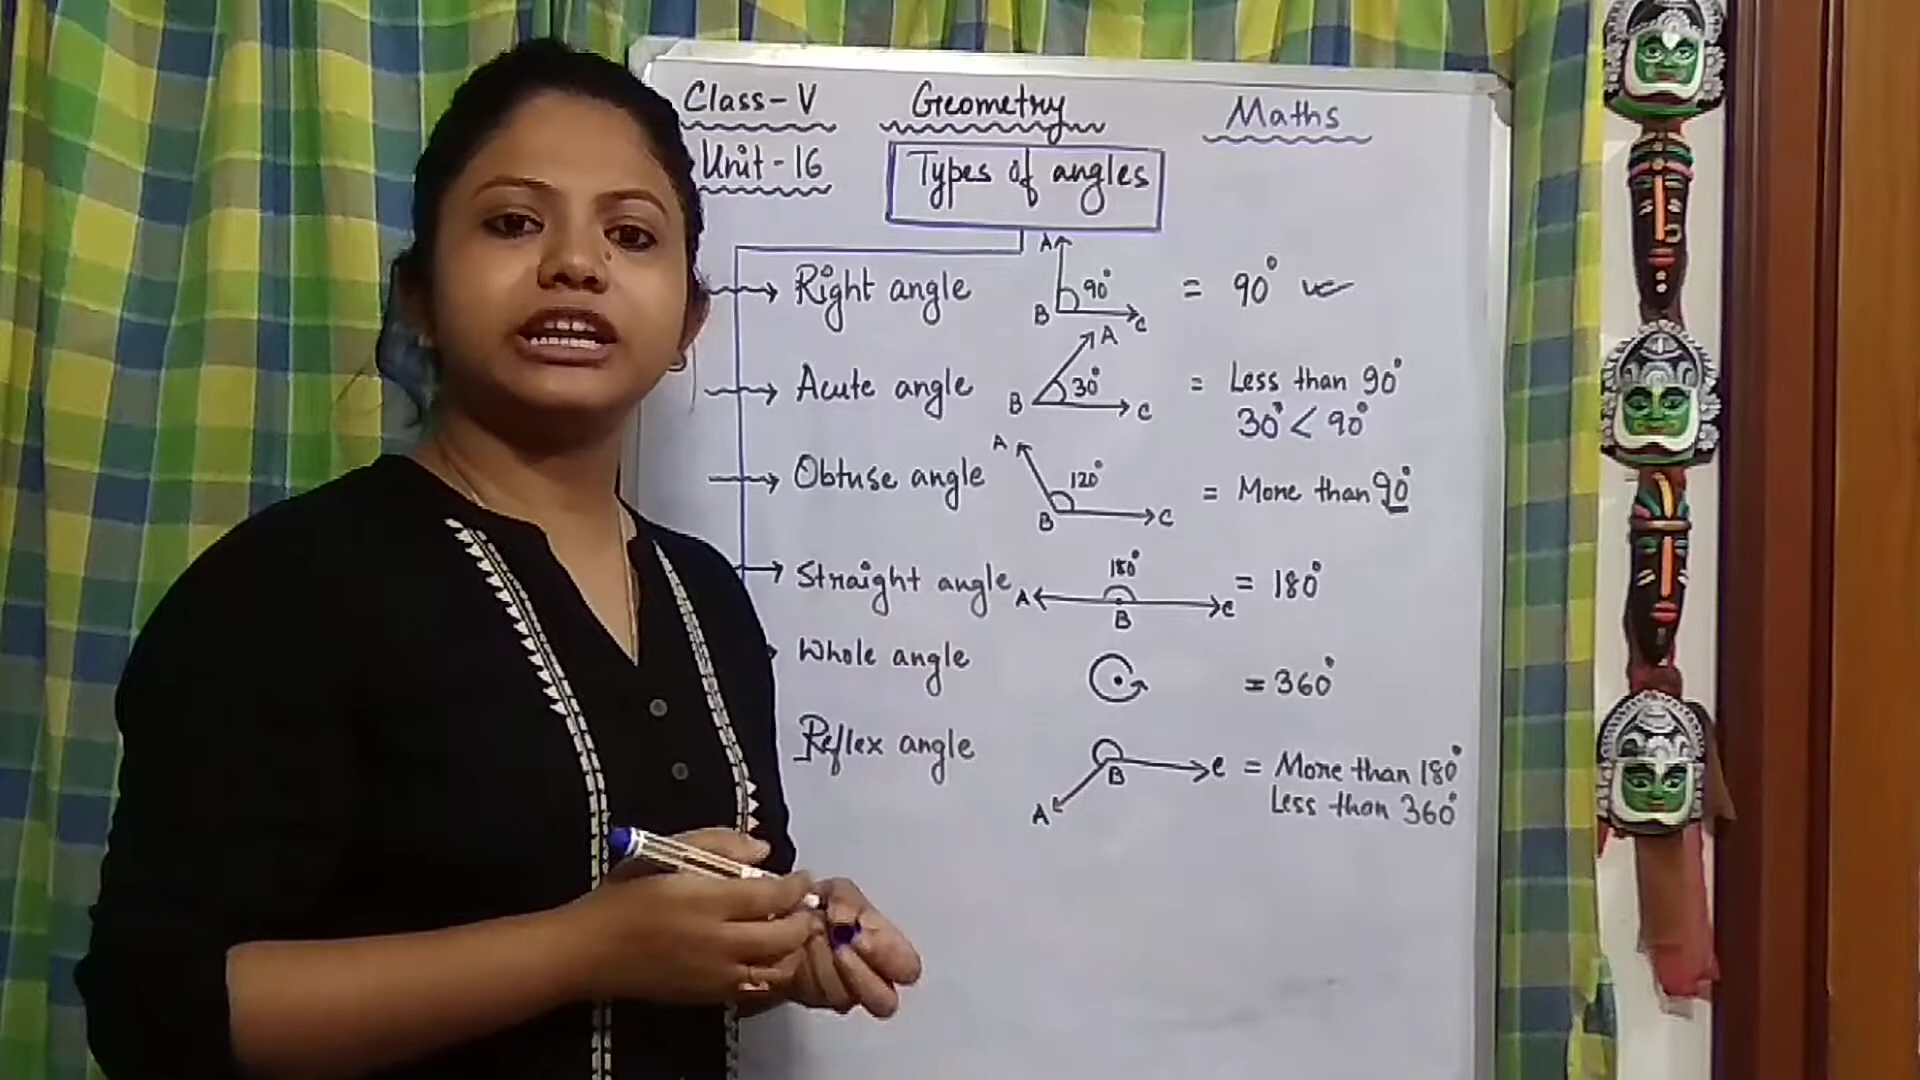 Class-V Geometry Maths
Unit-16 Types of angles
Right angle A 90° B C = 90°
Acute angle A 30° B C = Less than 90°
30° < 90°
Obtuse angle A 120° B C = More than 90°
Straight angle A 180° B C = 180°
Whole angle = 360°
Reflex angle A B C = More than 180°
Less than 360°